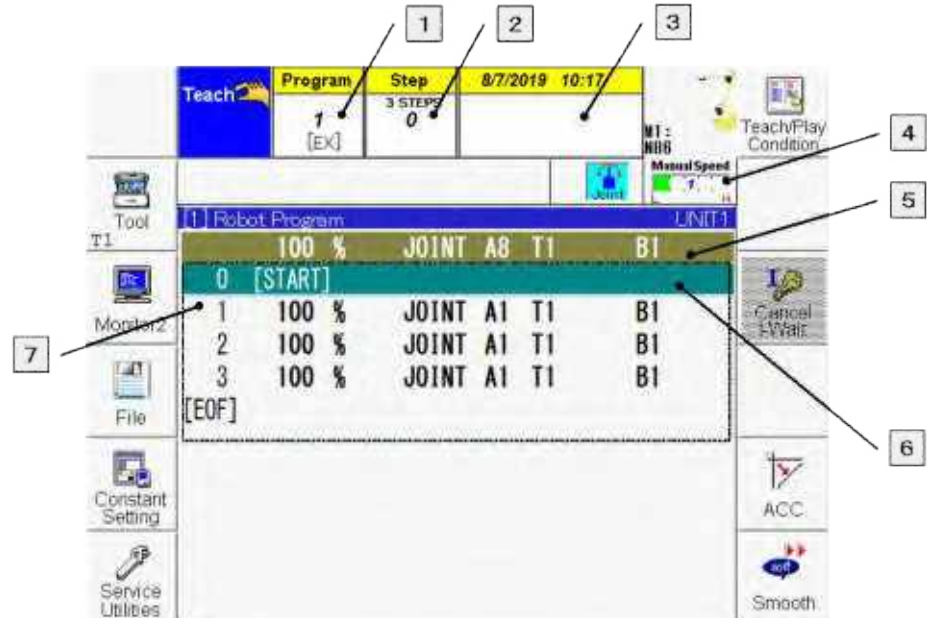 1
2
3
4
5
6
7
Teach
Program
1
[EX]
Step
3 STEPS
0
8/7/2019 10:17
MT:
NB6
Teach/Play
Condition
Manual Speed
1
Joint
Tool
T1
Monitor2
File
Constant
Setting
Service
Utilities
[1] Robot Program UNIT1
100 % JOINT A8 T1 B1
0 [START]
1 100 % JOINT A1 T1 B1
2 100 % JOINT A1 T1 B1
3 100 % JOINT A1 T1 B1
[EOF]
Cancel
I-Wait
ACC
Smooth